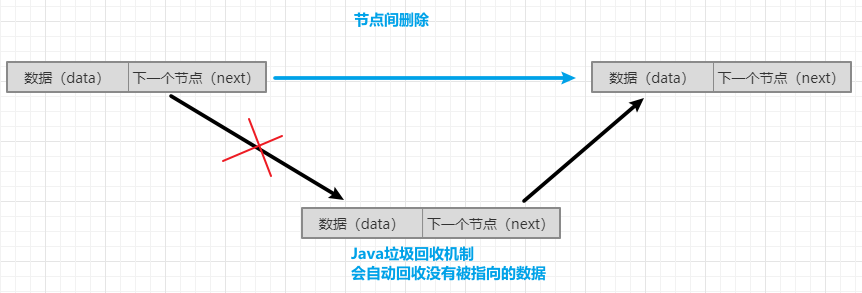 节点间删除
数据（data） 下一个节点（next） 数据（data） 下一个节点（next）
数据（data） 下一个节点（next）
Java垃圾回收机制
会自动回收没有被指向的数据